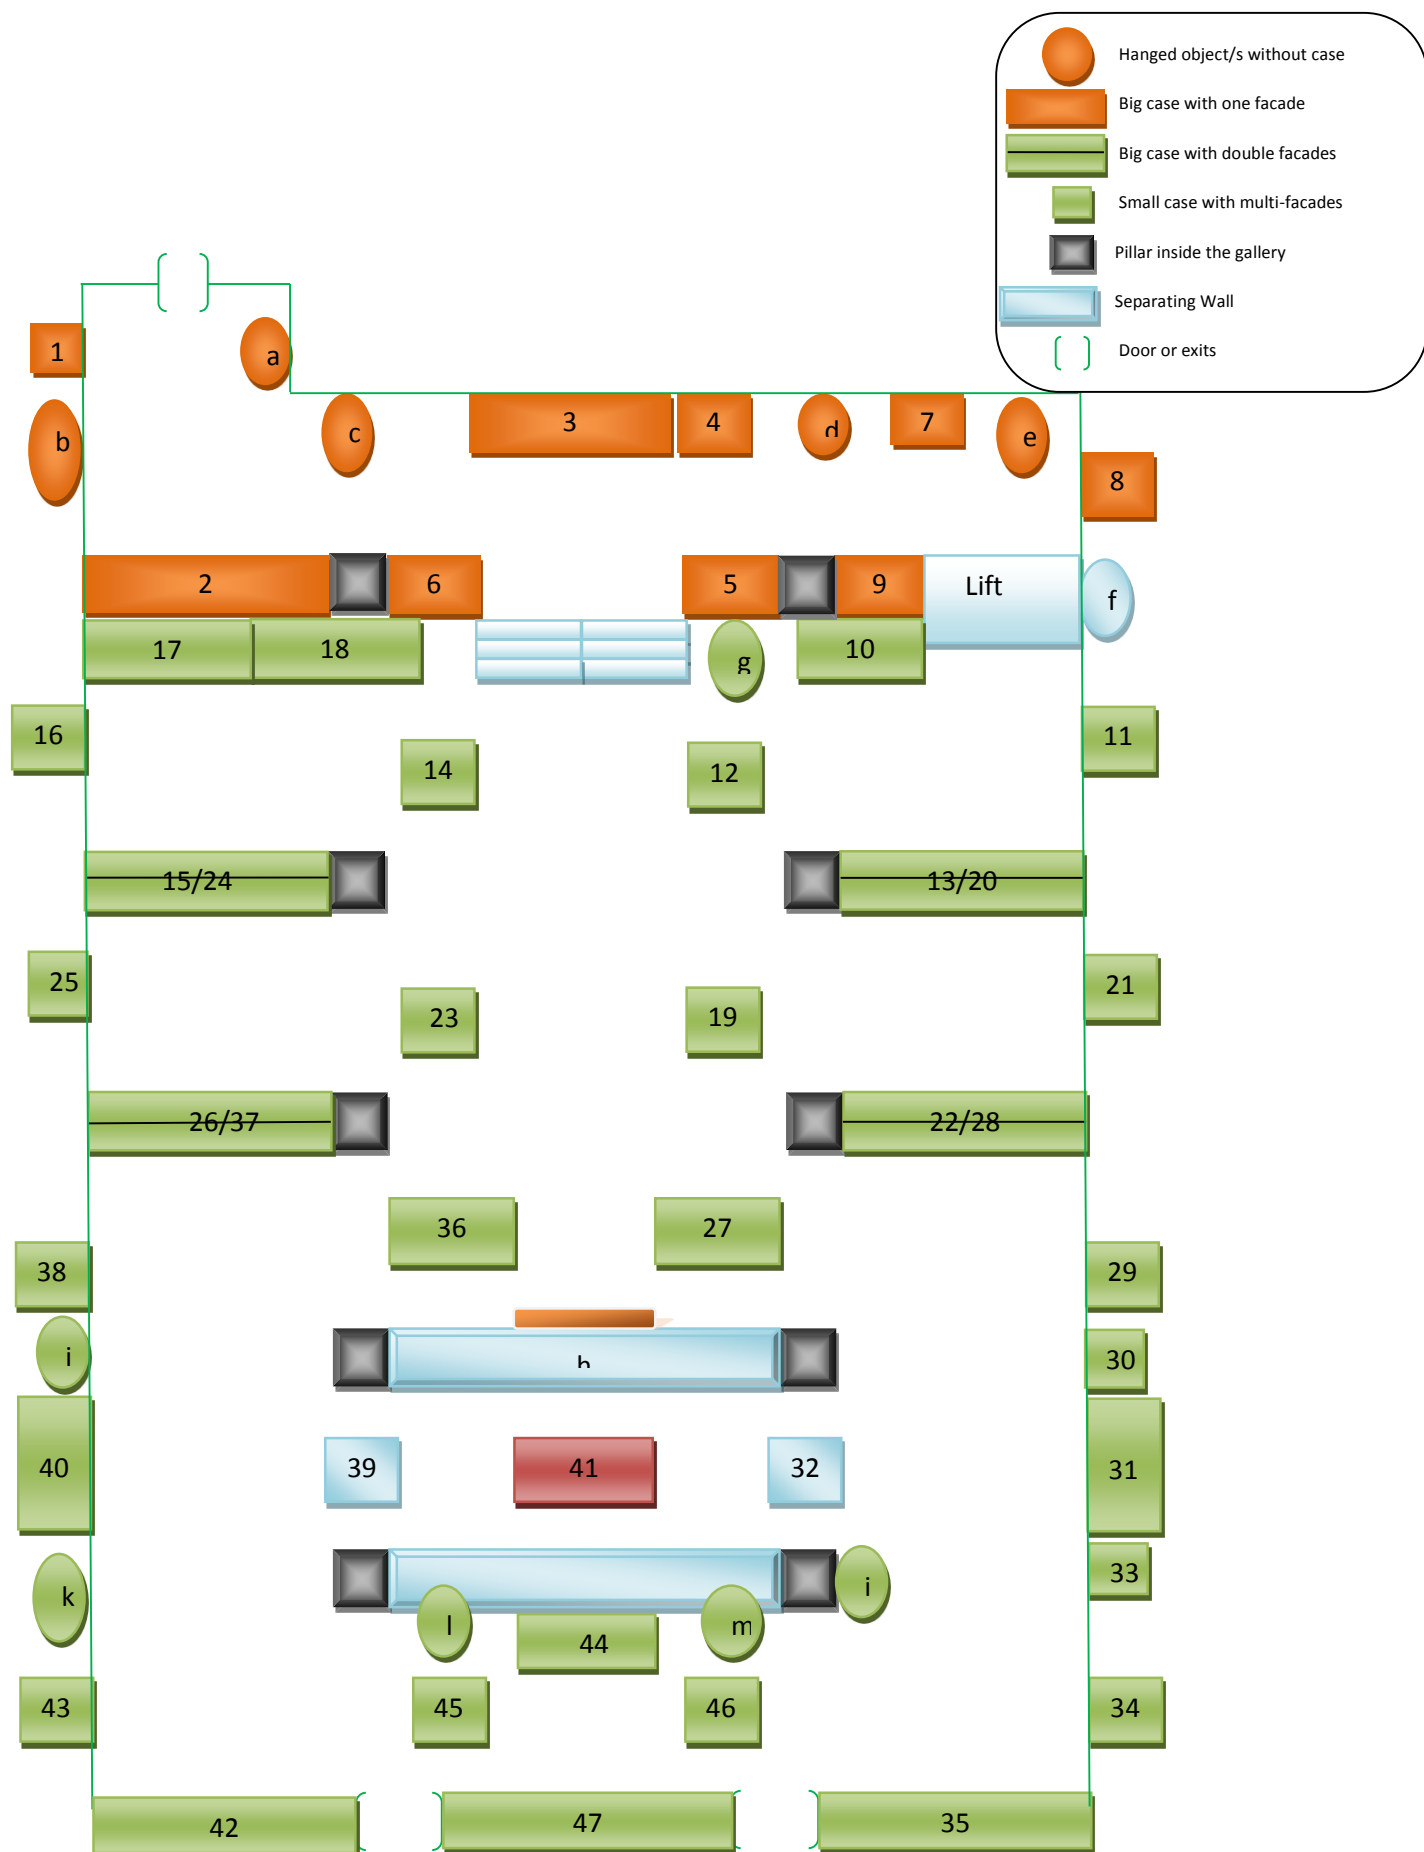 Hanged object/s without case
Big case with one facade
Big case with double facades
Small case with multi-facades
Pillar inside the gallery
Separating Wall
Door or exits
1
a
b
c
3
4
d
7
e
8
2
6
5
9
Lift
f
17
18
g
10
16
14
12
11
15/24
13/20
25
23
19
21
26/37
22/28
36
27
38
29
i
h
30
40
39
41
32
31
k
i
33
l
44
m
43
45
46
34
42
47
35